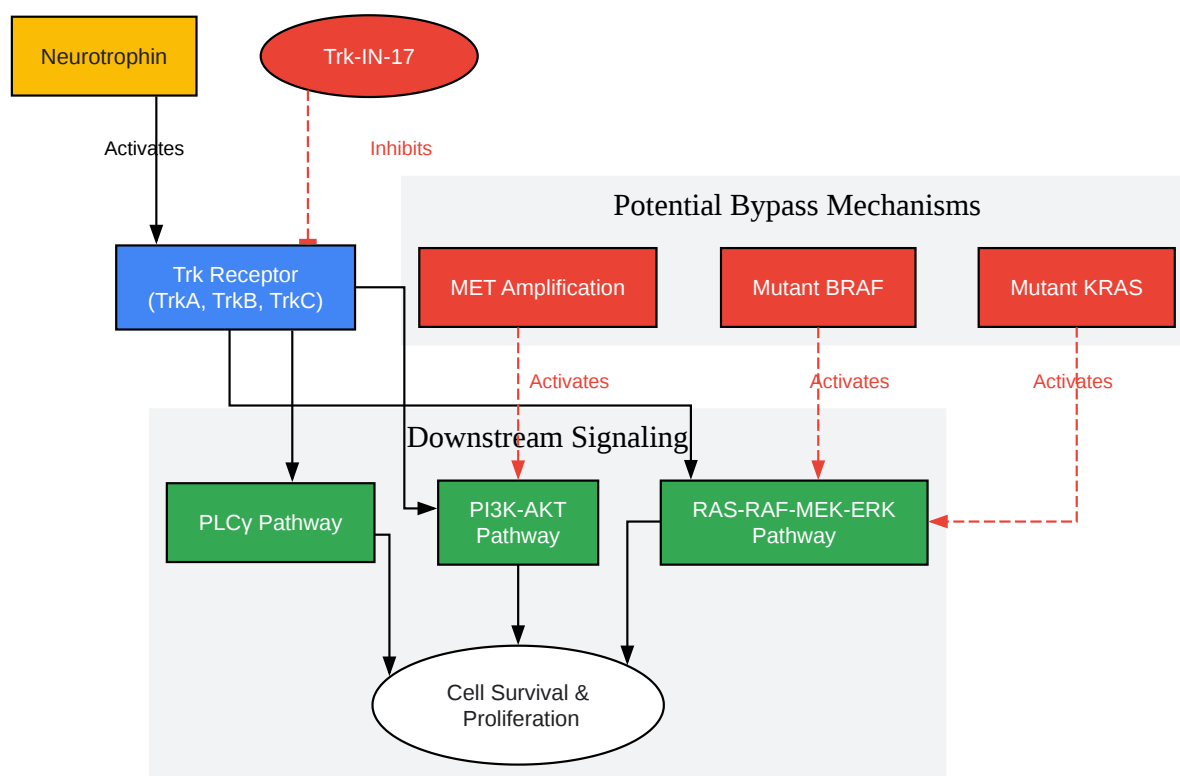 Neurotrophin
Trk-IN-17
Activates
Inhibits
Potential Bypass Mechanisms
Trk Receptor
(TrkA, TrkB, TrkC)
MET Amplification
Mutant BRAF
Mutant KRAS
Activates
Activates
Activates
Downstream Signaling
PLCγ Pathway
PI3K-AKT
Pathway
RAS-RAF-MEK-ERK
Pathway
Cell Survival &
Proliferation